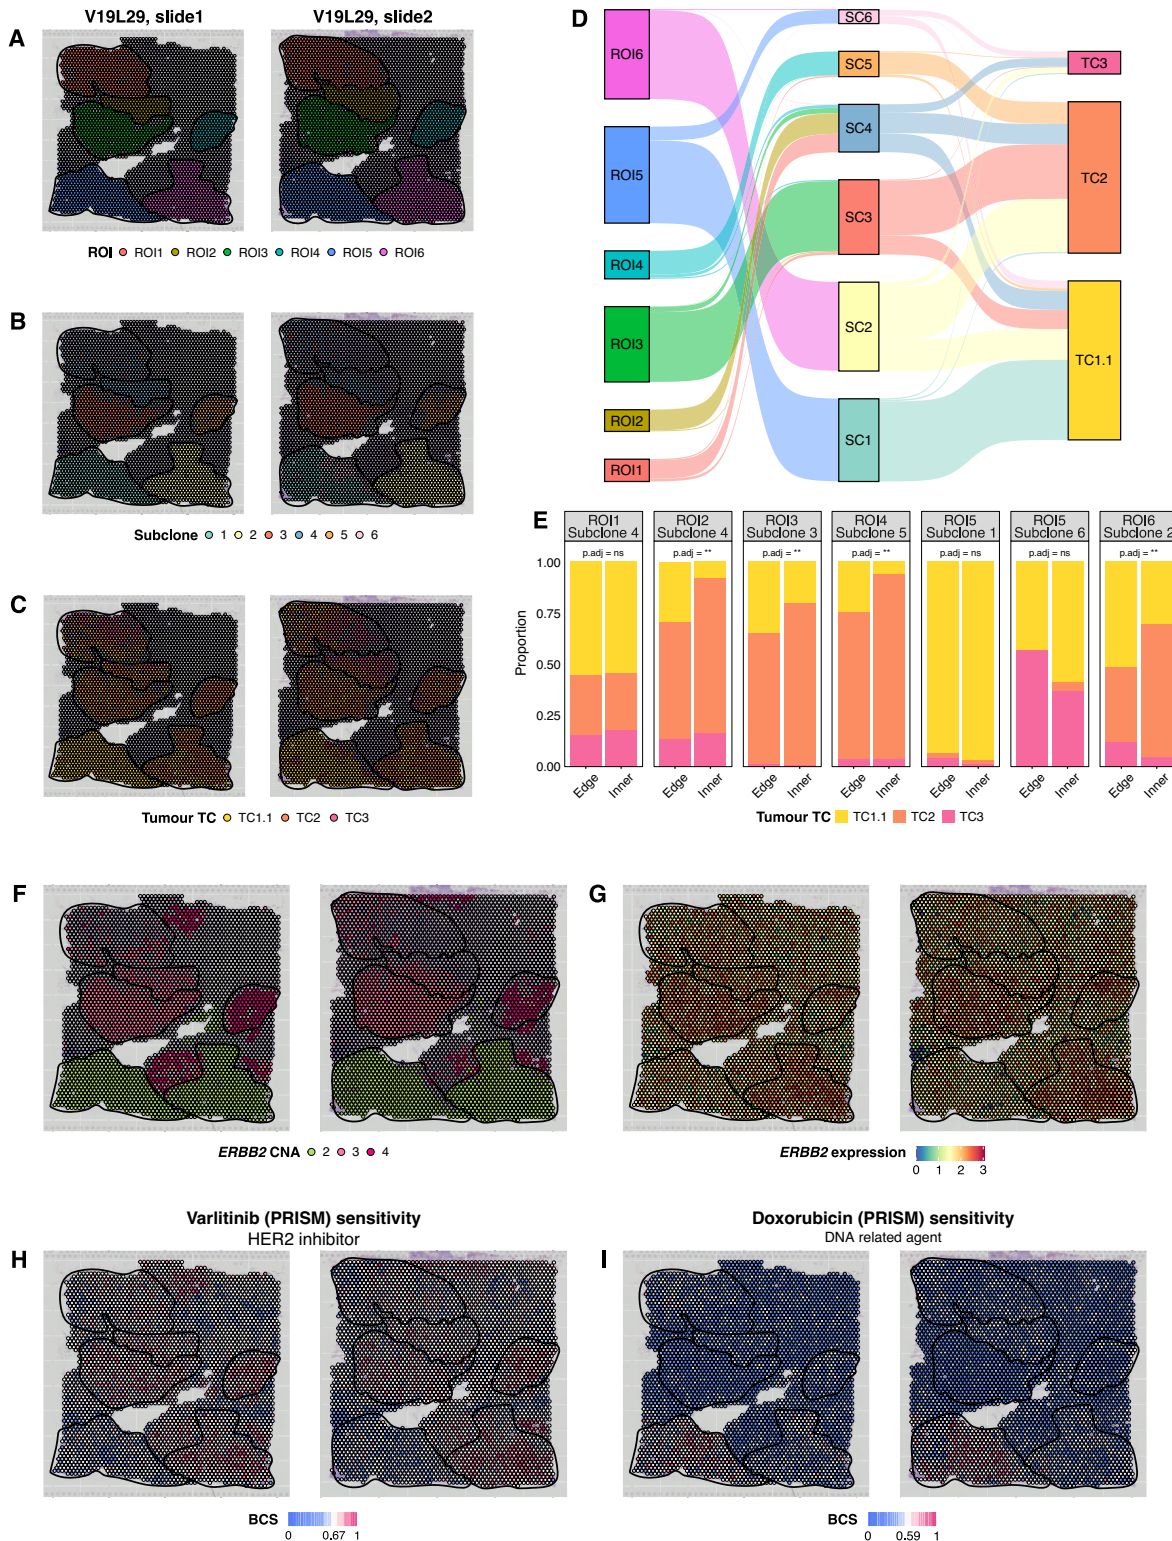 V19L29, slide1
V19L29, slide2
A
ROI ROI1 ROI2 ROI3 ROI4 ROI5 ROI6
B
Subclone 1 2 3 4 5 6
C
Tumour TC TC1.1 TC2 TC3
D
ROI6
ROI5
ROI4
ROI3
ROI2
ROI1
SC6
SC5
SC4
SC3
SC2
SC1
TC3
TC2
TC1.1
E
ROI1 Subclone 4
ROI2 Subclone 4
ROI3 Subclone 3
ROI4 Subclone 5
ROI5 Subclone 1
ROI5 Subclone 6
ROI6 Subclone 2
p.adj = ns
p.adj = **
p.adj = **
p.adj = **
p.adj = ns
p.adj = ns
p.adj = **
Proportion
1.00
0.75
0.50
0.25
0.00
Edge Inner
Edge Inner
Edge Inner
Edge Inner
Edge Inner
Edge Inner
Edge Inner
Tumour TC TC1.1 TC2 TC3
F
ERBB2 CNA 2 3 4
G
ERBB2 expression
0 1 2 3
Varlitinib (PRISM) sensitivity
HER2 inhibitor
H
BCS
0 0.67 1
Doxorubicin (PRISM) sensitivity
DNA related agent
I
BCS
0 0.59 1